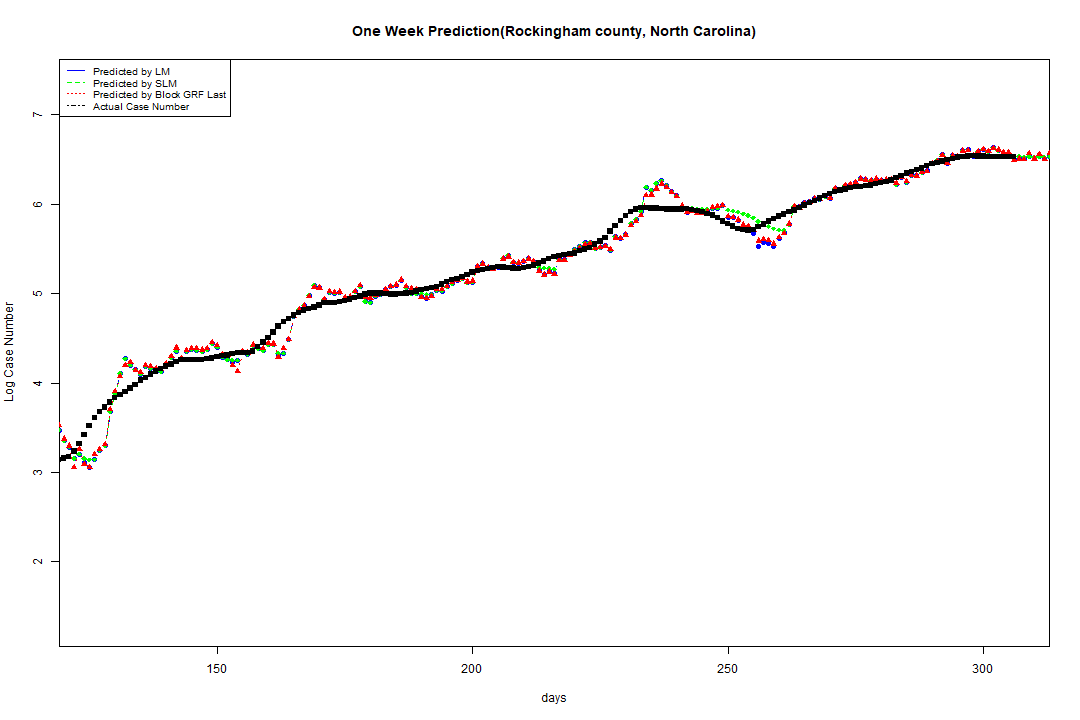 One Week Prediction(Rockingham county, North Carolina)
Predicted by LM
Predicted by SLM
Predicted by Block GRF Last
Actual Case Number
7
6
5
4
3
2
Log Case Number
150 200 250 300
days